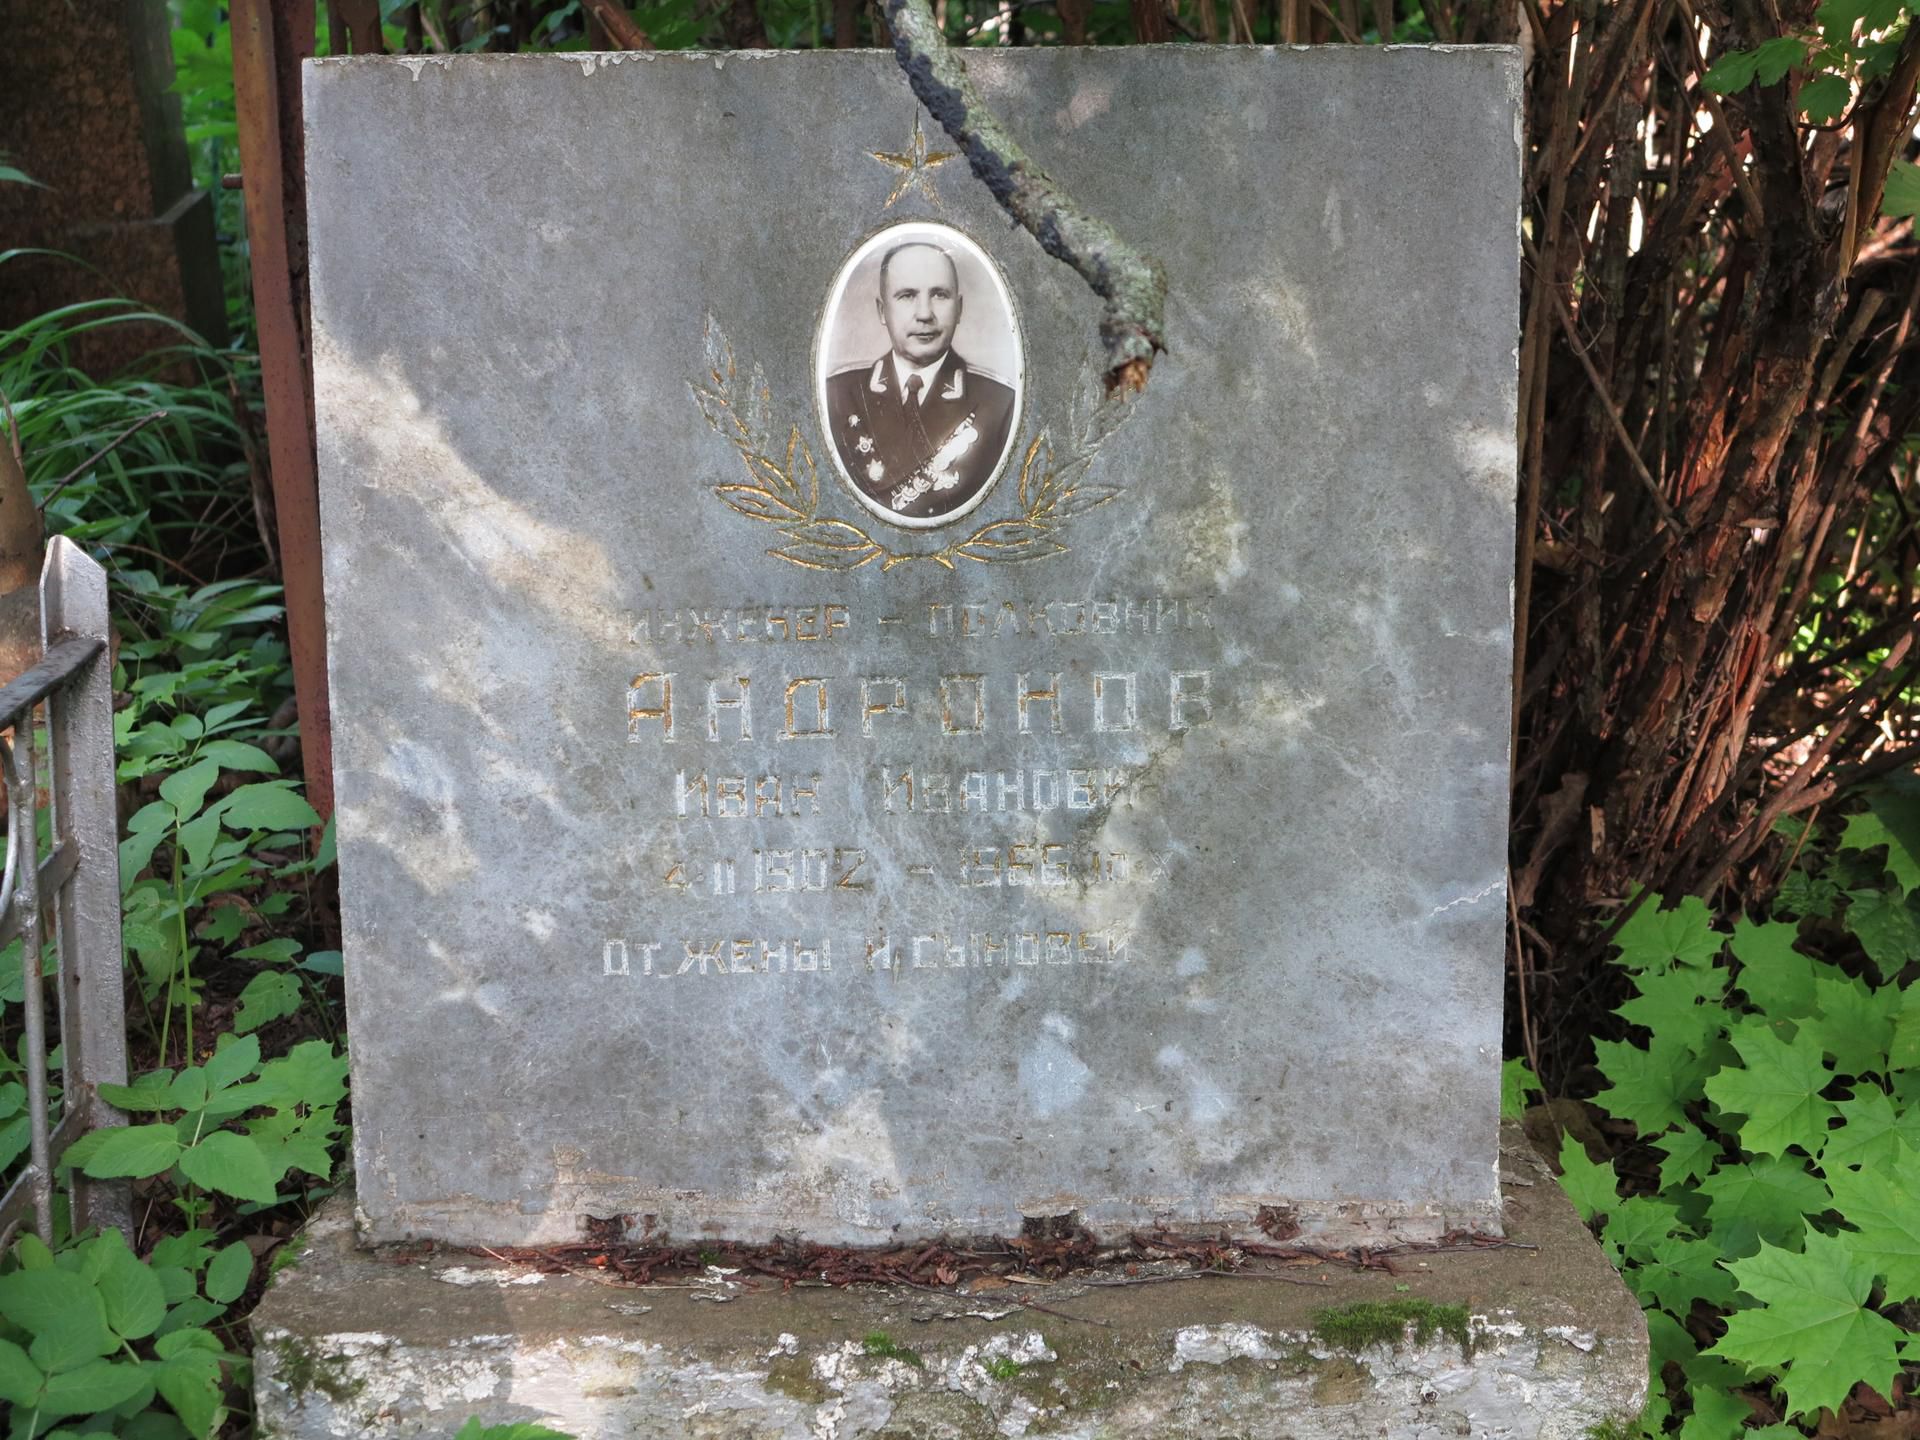 ИНЖЕНЕР - ПОЛКОВНИК
АНДРОНОВ
ИВАН ИВАНОВИЧ
4 II 1902 - 1966 10 X
ОТ ЖЕНЫ И СЫНОВЕЙ